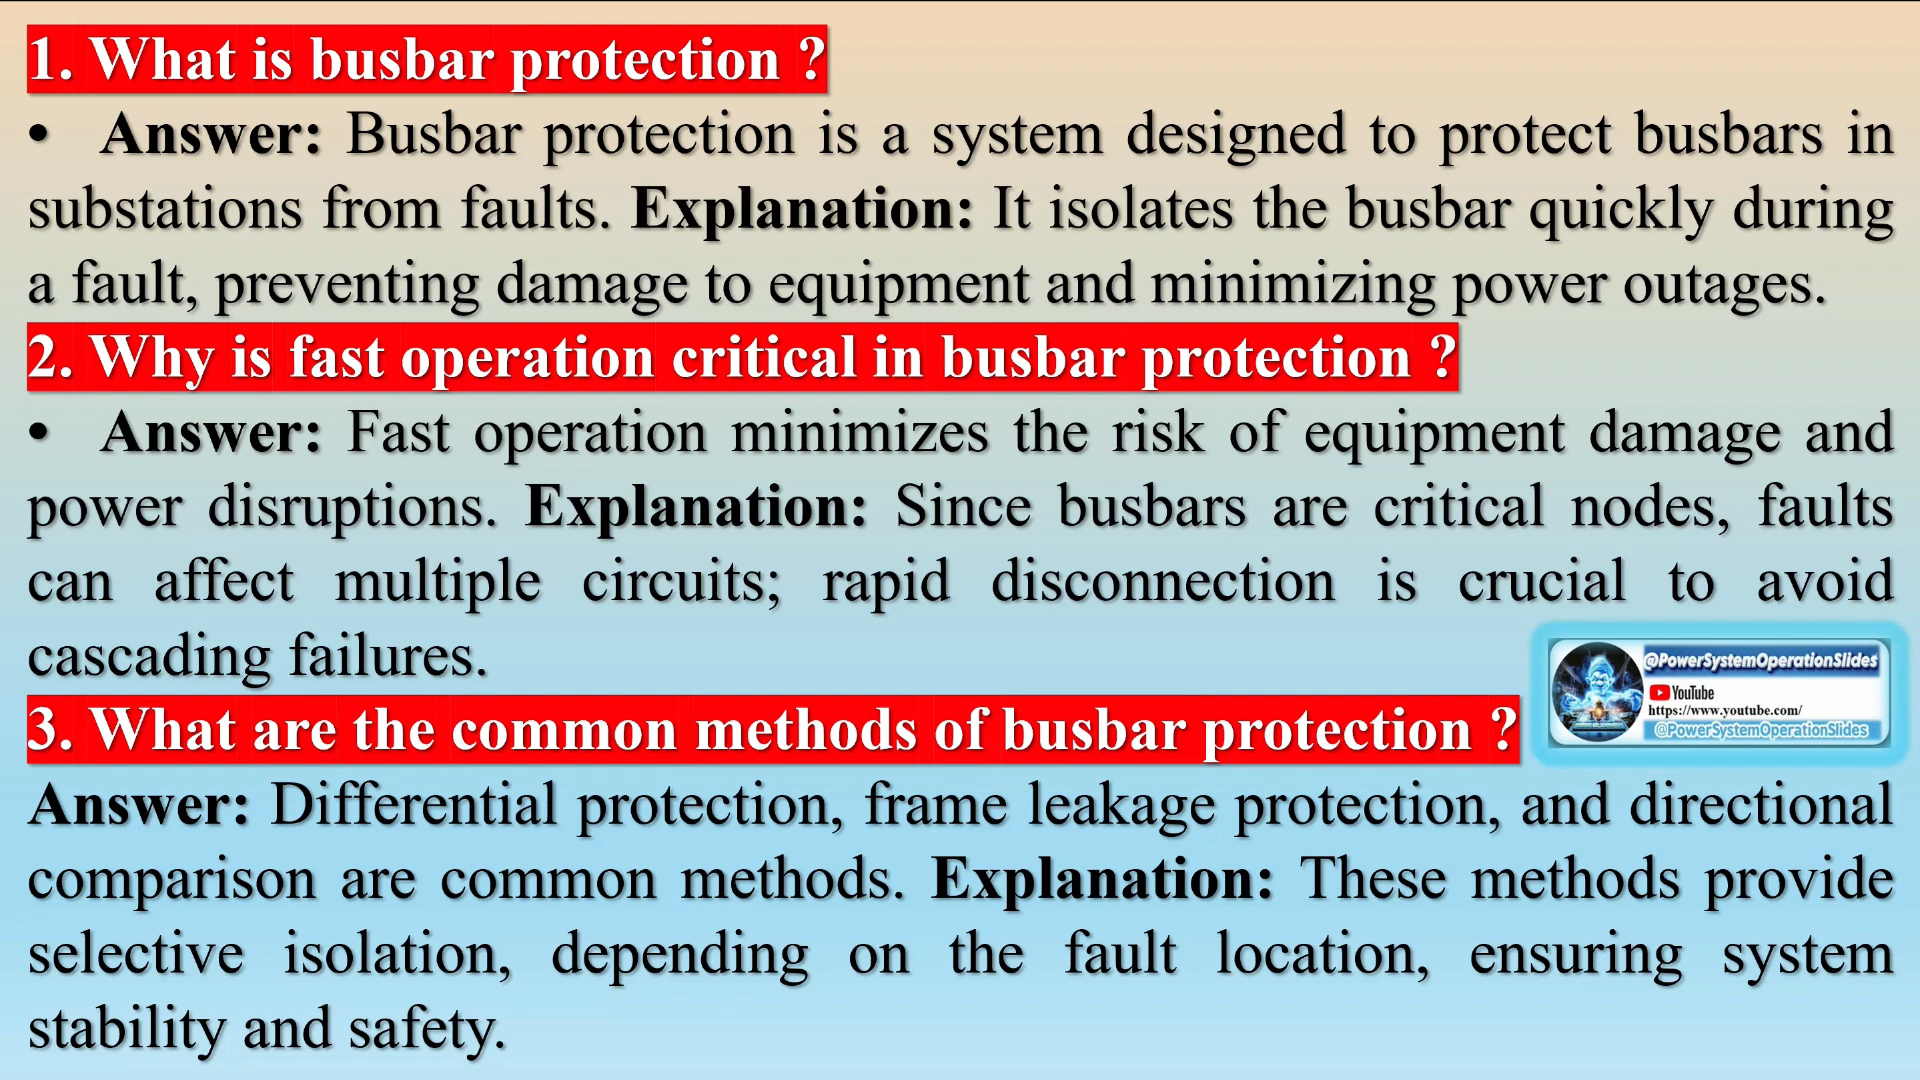 1. What is busbar protection ?
• Answer: Busbar protection is a system designed to protect busbars in
substations from faults. Explanation: It isolates the busbar quickly during
a fault, preventing damage to equipment and minimizing power outages.
2. Why is fast operation critical in busbar protection ?
• Answer: Fast operation minimizes the risk of equipment damage and
power disruptions. Explanation: Since busbars are critical nodes, faults
can affect multiple circuits; rapid disconnection is crucial to avoid
cascading failures.
@PowerSystemOperationSlides
YouTube
https://www.youtube.com/
@PowerSystemOperationSlides
3. What are the common methods of busbar protection ?
Answer: Differential protection, frame leakage protection, and directional
comparison are common methods. Explanation: These methods provide
selective isolation, depending on the fault location, ensuring system
stability and safety.